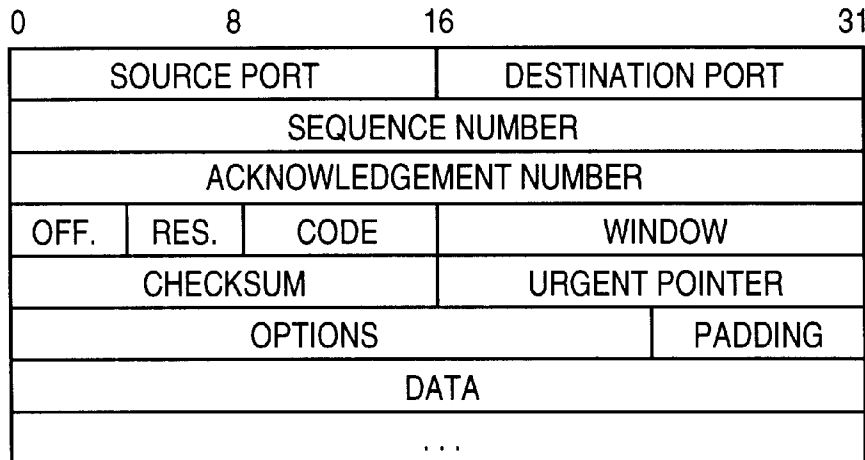 0 8 16 31
SOURCE PORT DESTINATION PORT
SEQUENCE NUMBER
ACKNOWLEDGEMENT NUMBER
OFF. RES. CODE WINDOW
CHECKSUM URGENT POINTER
OPTIONS PADDING
DATA
...